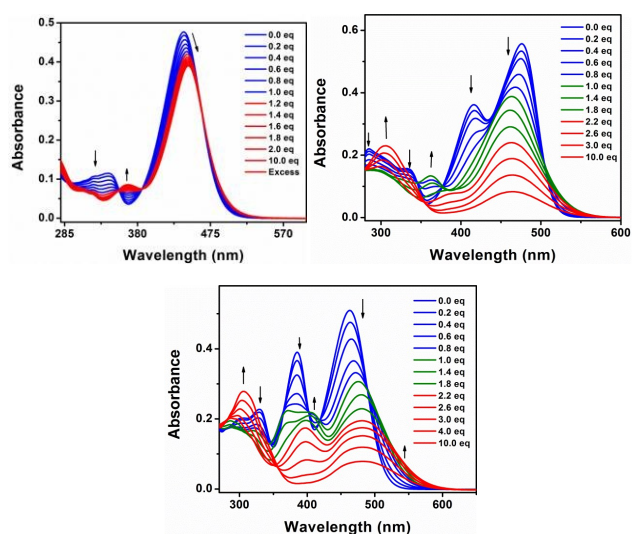 0.5
0.4
0.3
0.2
0.1
0.0
Absorbance
285
380
475
570
Wavelength (nm)
0.0 eq
0.2 eq
0.4 eq
0.6 eq
0.8 eq
1.0 eq
1.2 eq
1.4 eq
1.6 eq
1.8 eq
2.0 eq
10.0 eq
Excess
0.6
0.4
0.2
0.0
Absorbance
300
400
500
600
Wavelength (nm)
0.0 eq
0.2 eq
0.4 eq
0.6 eq
0.8 eq
1.0 eq
1.4 eq
1.8 eq
2.2 eq
2.6 eq
3.0 eq
10.0 eq
0.4
0.2
0.0
Absorbance
300
400
500
600
Wavelength (nm)
0.0 eq
0.2 eq
0.4 eq
0.6 eq
0.8 eq
1.0 eq
1.4 eq
1.8 eq
2.2 eq
2.6 eq
3.0 eq
4.0 eq
10.0 eq